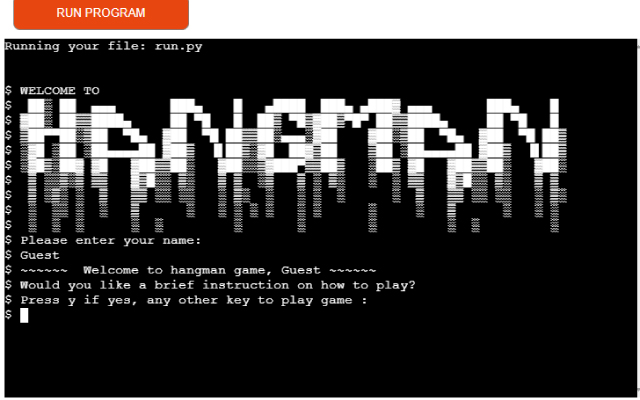 RUN PROGRAM
Running your file: run.py
$ WELCOME TO
$ HANGMAN
$
$
$
$
$
$
$
$
$ Please enter your name:
$ Guest
$ ~~~~~~  Welcome to hangman game, Guest ~~~~~~
$ Would you like a brief instruction on how to play?
$ Press y if yes, any other key to play game :
$